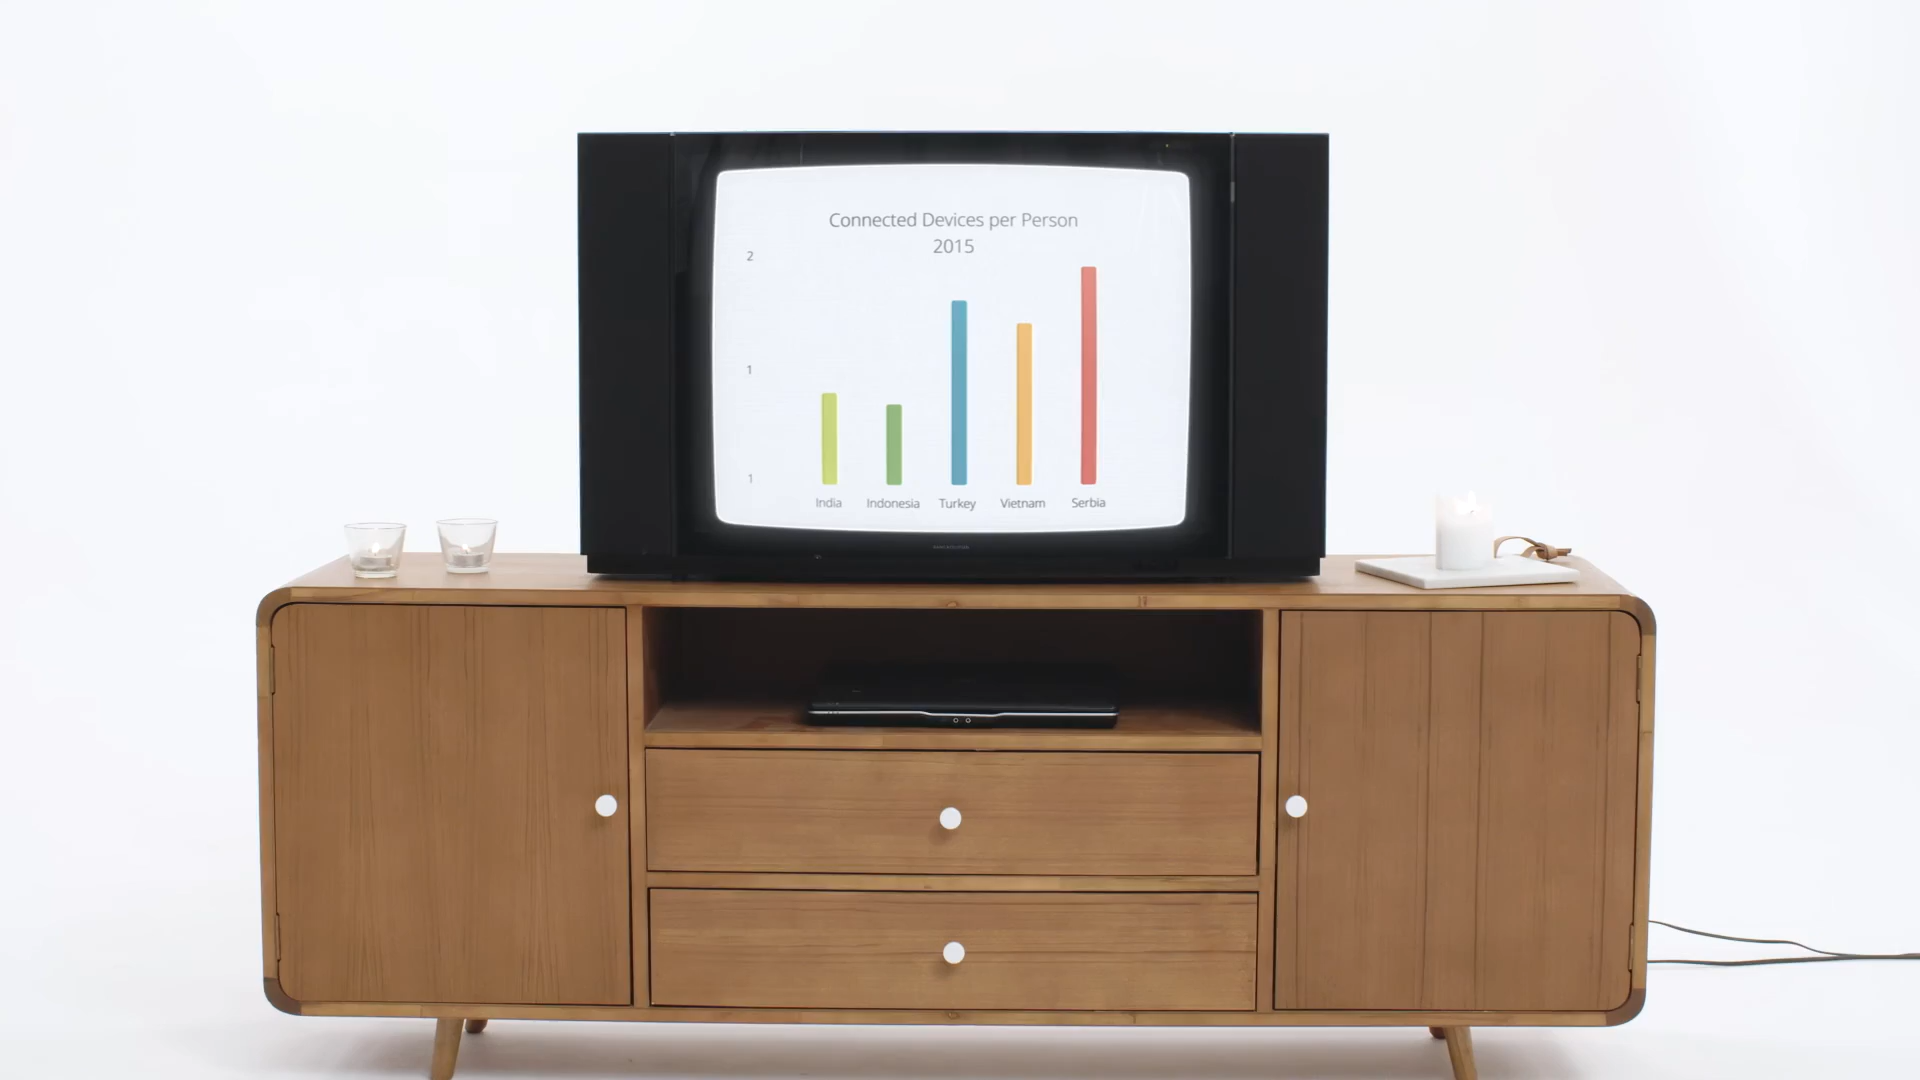 Connected Devices per Person
2015
2
1
1
India Indonesia Turkey Vietnam Serbia